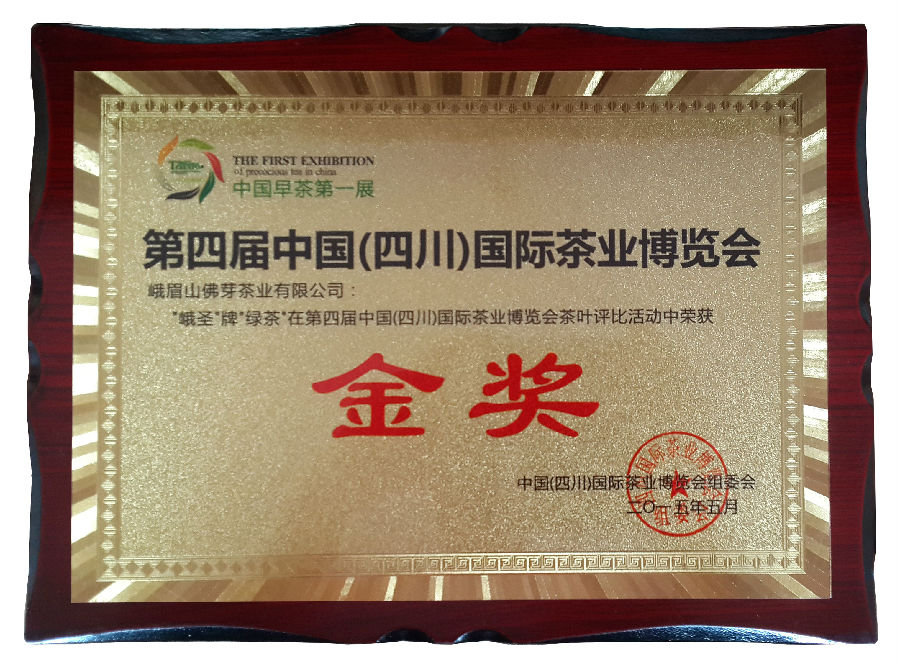 THE FIRST EXHIBITION
of precocious tea in china
中国早茶第一展
第四届中国(四川)国际茶业博览会
峨眉山佛芽茶业有限公司：
"峨圣"牌"绿茶"在第四届中国(四川)国际茶业博览会茶叶评比活动中荣获
金奖
中国(四川)国际茶业博览会组委会
二〇一五年五月